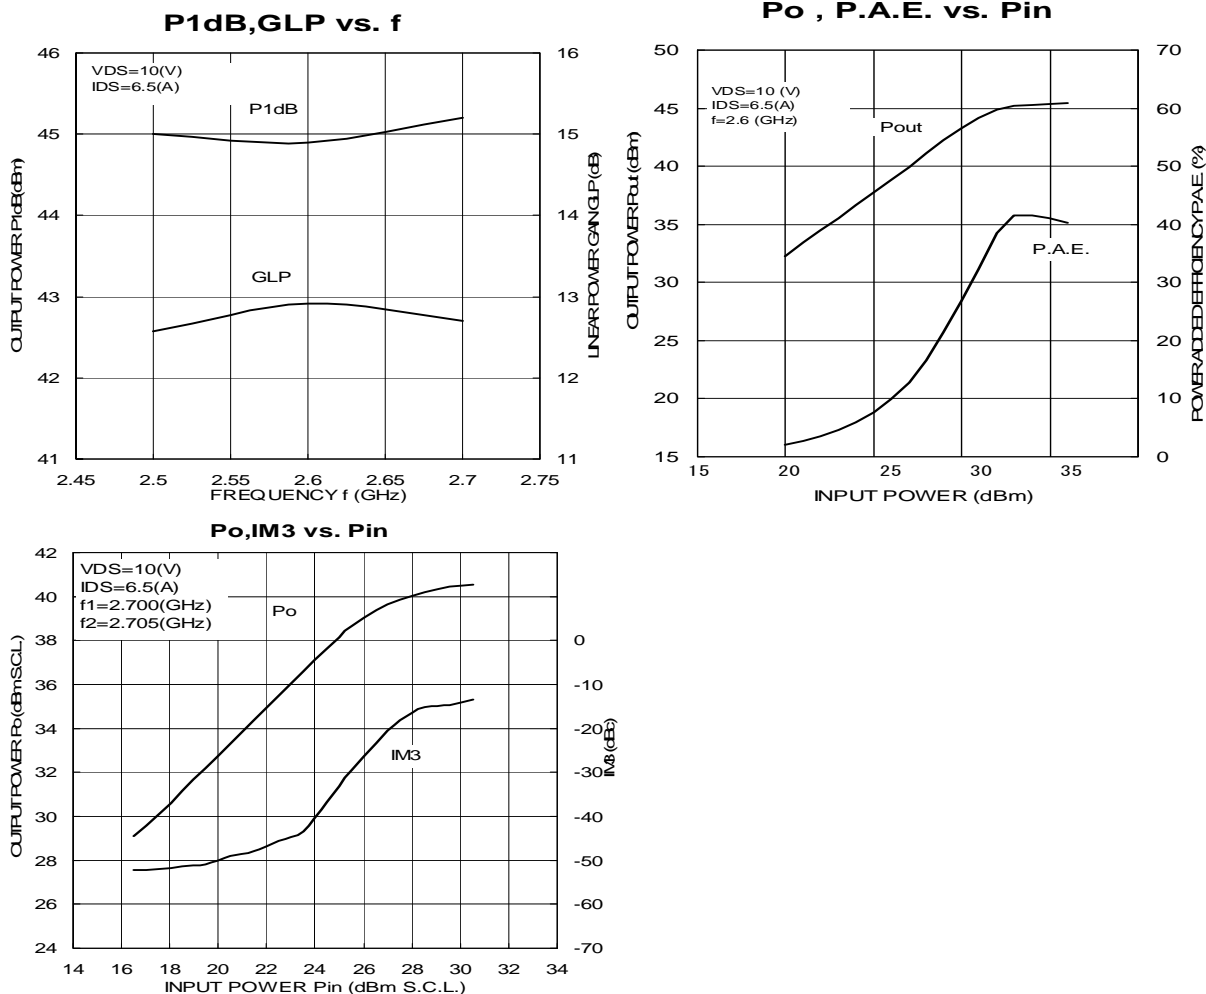 P1dB,GLP vs. f
46
45
44
43
42
41
VDS=10(V)
IDS=6.5(A)
P1dB
GLP
16
15
14
13
12
11
2.45 2.5 2.55 2.6 2.65 2.7 2.75
FREQUENCY f (GHz)
OUTPUT POWER P1dB(dBm)
LINEAR POWER GAIN GLP(dB)
Po , P.A.E. vs. Pin
50
45
40
35
30
25
20
15
VDS=10 (V)
IDS=6.5(A)
f=2.6 (GHz)
Pout
P.A.E.
70
60
50
40
30
20
10
0
15 20 25 30 35
INPUT POWER (dBm)
OUTPUT POWER Pout (dBm)
POWER ADDED EFFICIENCY P.A.E. (%)
Po,IM3 vs. Pin
42
40
38
36
34
32
30
28
26
24
VDS=10(V)
IDS=6.5(A)
f1=2.700(GHz)
f2=2.705(GHz)
Po
IM3
0
-10
-20
-30
-40
-50
-60
-70
14 16 18 20 22 24 26 28 30 32 34
INPUT POWER Pin (dBm S.C.L.)
OUTPUT POWER Po (dBm S.C.L.)
IM3 (dBc)